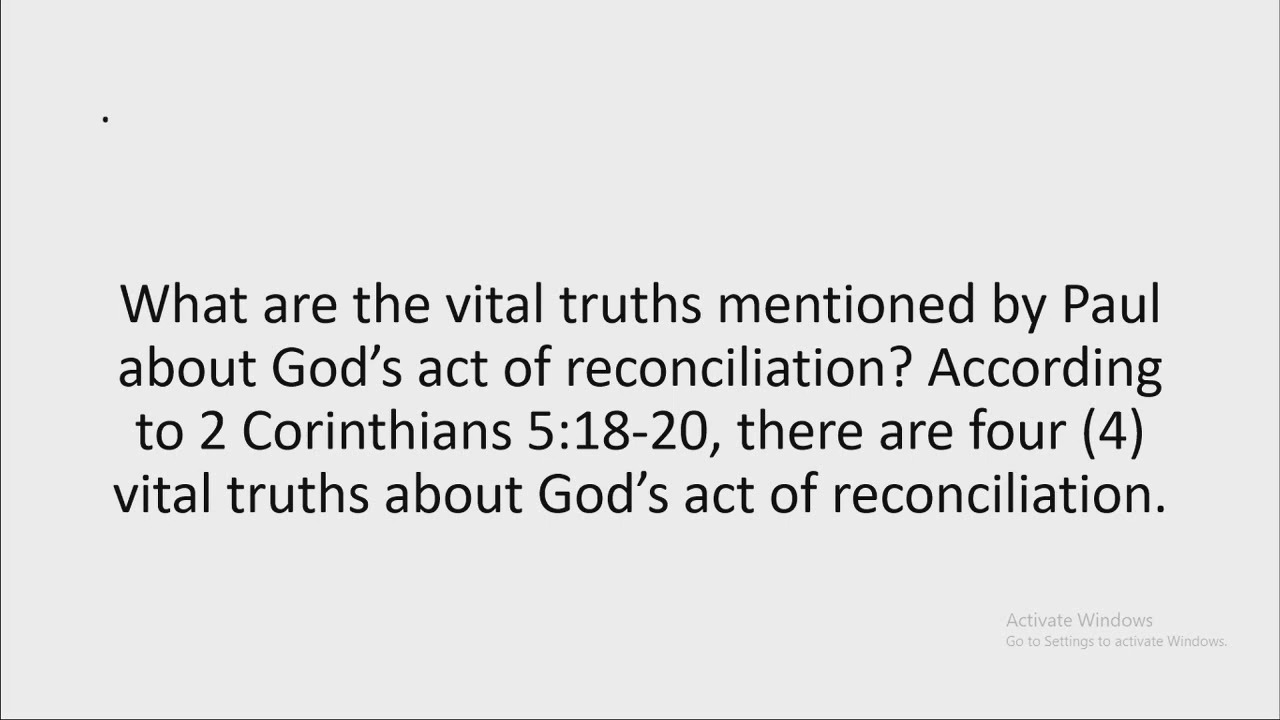 .
What are the vital truths mentioned by Paul
about God’s act of reconciliation? According
to 2 Corinthians 5:18-20, there are four (4)
vital truths about God’s act of reconciliation.
Activate Windows
Go to Settings to activate Windows.